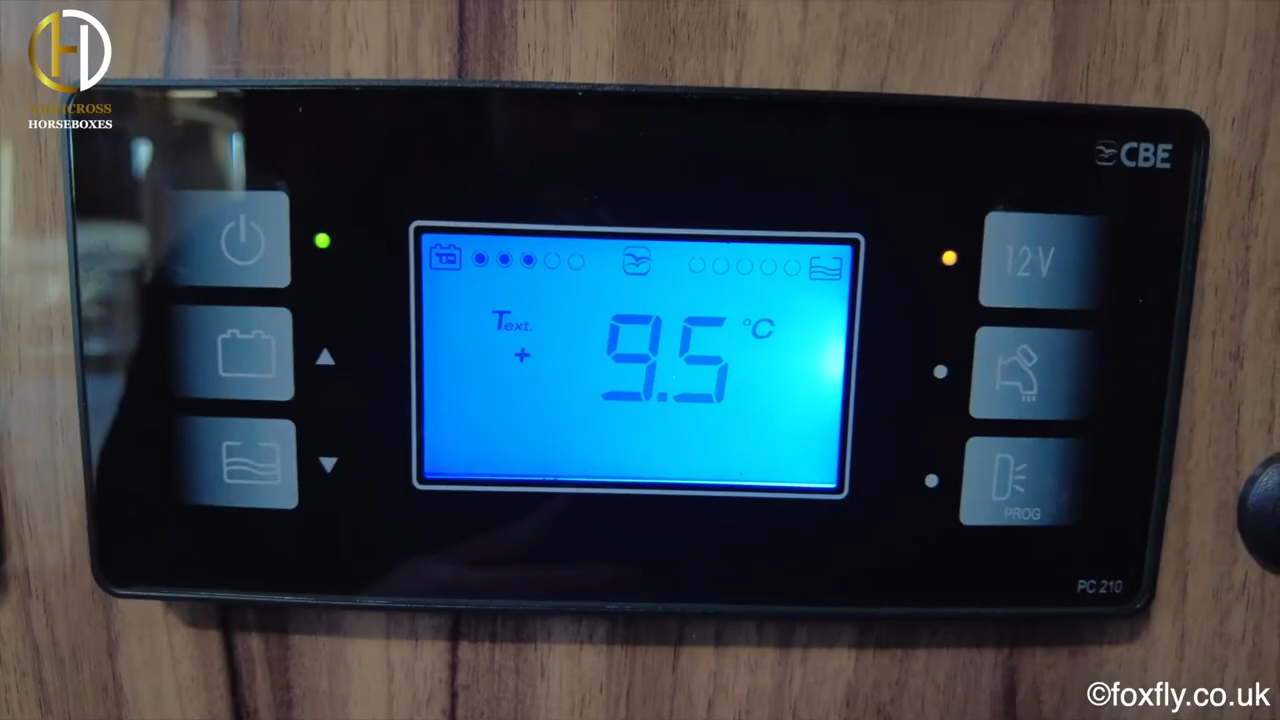 HORSEBOXES
CBE
12V
Text.
+ 9.5 °C
PROG
PC 210
©foxfly.co.uk